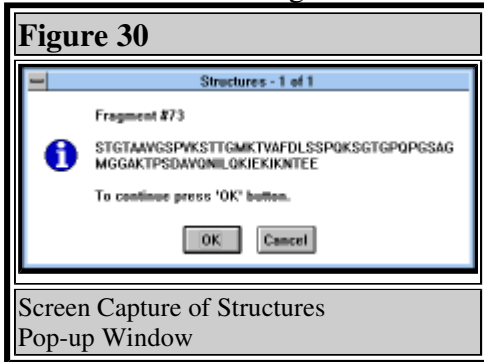 Figure 30
Structures - 1 of 1
Fragment #73
STGTAAVGSPVKSTTGMKTVAFDLSSPQKSGTGPQPGSAG
MGGAKTPSDAVQNILQKIEKIKNTEE
To continue press 'OK' button.
OK
Cancel
Screen Capture of Structures
Pop-up Window